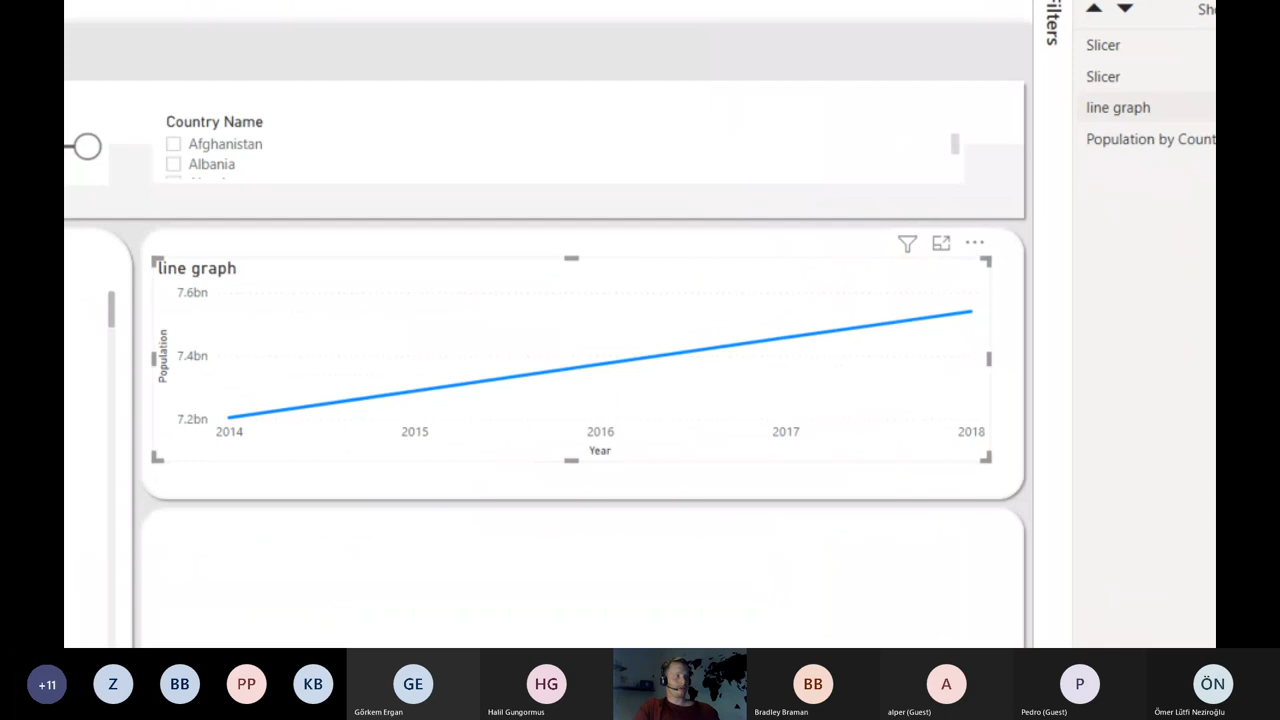 Filters
Sh
Slicer
Slicer
line graph
Population by Count
Country Name
Afghanistan
Albania
line graph
7.6bn
7.4bn
7.2bn
Population
2014 2015 2016 2017 2018
Year
+11
Z
BB
PP
KB
GE
Görkem Ergan
HG
Halil Gungormus
BB
Bradley Braman
A
alper (Guest)
P
Pedro (Guest)
ÖN
Ömer Lütfi Neziroğlu